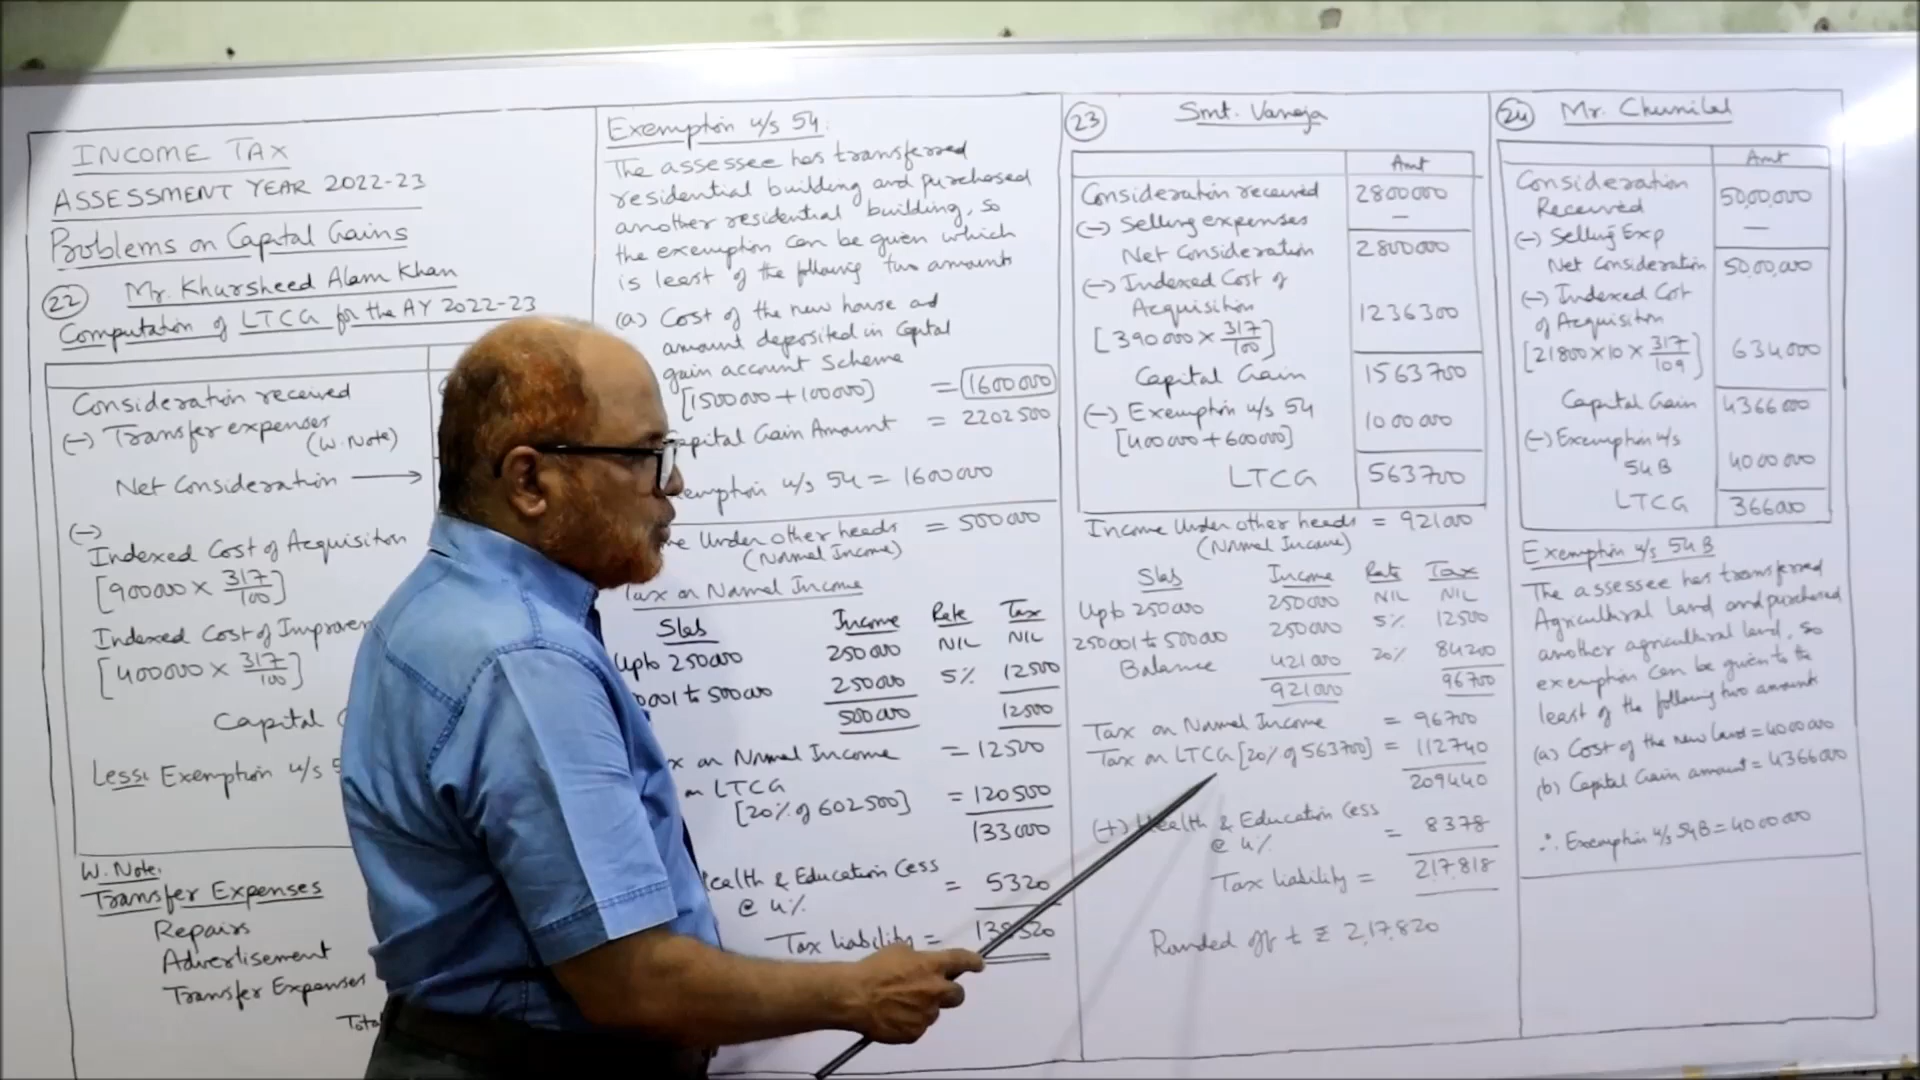 INCOME TAX
ASSESSMENT YEAR 2022-23
Problems on Capital Gains
22 Mr. Khursheed Alam Khan
Computation of LTCG for the AY 2022-23
Consideration received
(-) Transfer expenses
(W. Note)
Net Consideration →
(-)
Indexed Cost of Acquisition
[900000 × 317/100]
Indexed Cost of Improvem
[400000 × 317/100]
Capital
Less: Exemption u/s 5
W. Note:
Transfer Expenses
Repairs
Advertisement
Transfer Expenses
Total
Exemption u/s 54:
The assessee has transferred
residential building and purchased
another residential building, so
the exemption can be given which
is least of the following two amounts
(a) Cost of the new house and
amount deposited in Capital
gain account Scheme
[1500000 + 100000] = 1600000
Capital Gain Amount = 2202500
emption u/s 54 = 1600000
me Under other heads = 500000
(Normal Income)
Tax on Normal Income
Slab Income Rate Tax
Upto 250000 250000 NIL NIL
0001 to 500000 250000 5% 12500
500000 12500
x on Normal Income = 12500
n LTCG
[20% of 602500] = 120500
133000
ealth & Education Cess
@ 4% = 5320
Tax liability = 138320
23 Smt. Vanaja
Amt
Consideration received 2800000
(-) Selling expenses —
Net Consideration 2800000
(-) Indexed Cost of
Acquisition
[390000 × 317/100] 1236300
Capital Gain 1563700
(-) Exemption u/s 54
[400000 + 600000] 1000000
LTCG 563700
Income Under other heads = 921000
(Normal Income)
Slab Income Rate Tax
Upto 250000 250000 NIL NIL
250001 to 500000 250000 5% 12500
Balance 421000 20% 84200
921000 96700
Tax on Normal Income = 96700
Tax on LTCG [20% of 563700] = 112740
209440
(+) Health & Education Cess
@ 4% = 8378
Tax liability = 217818
Rounded off to ₹ 2,17,820
24 Mr. Chunilal
Amt
Consideration
Received 50,00,000
(-) Selling Exp —
Net Consideration 50,00,000
(-) Indexed Cost
of Acquisition
[21800 × 10 × 317/109] 634000
Capital Gain 4366000
(-) Exemption u/s
54B 4000000
LTCG 366000
Exemption u/s 54B
The assessee has transferred
Agricultural Land and purchased
another agricultural land, so
exemption can be given to the
least of the following two amount
(a) Cost of the new land = 4000000
(b) Capital Gain amount = 4366000
∴ Exemption u/s 54B = 4000000